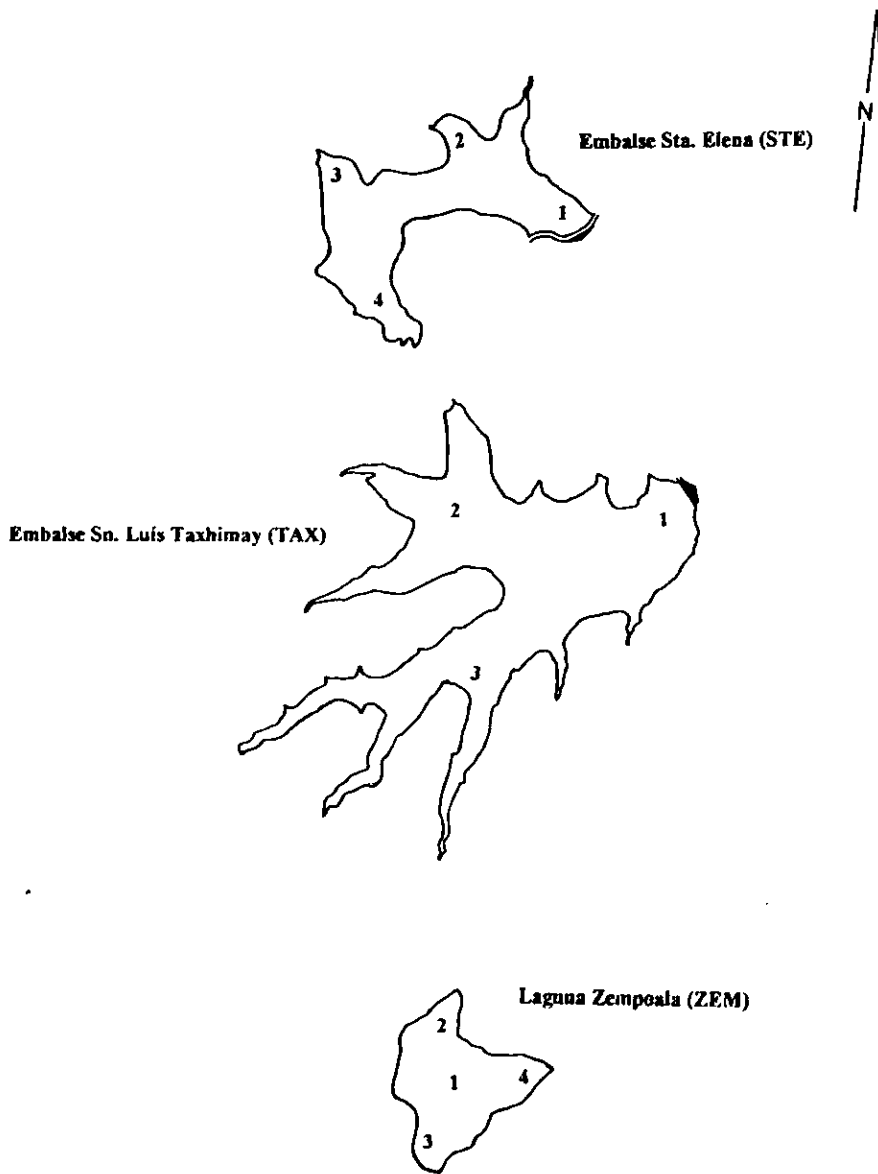 N
Embalse Sta. Elena (STE)
2
3
1
4
Embalse Sn. Luís Taxhimay (TAX)
2
1
3
Laguna Zempoala (ZEM)
2
1
4
3